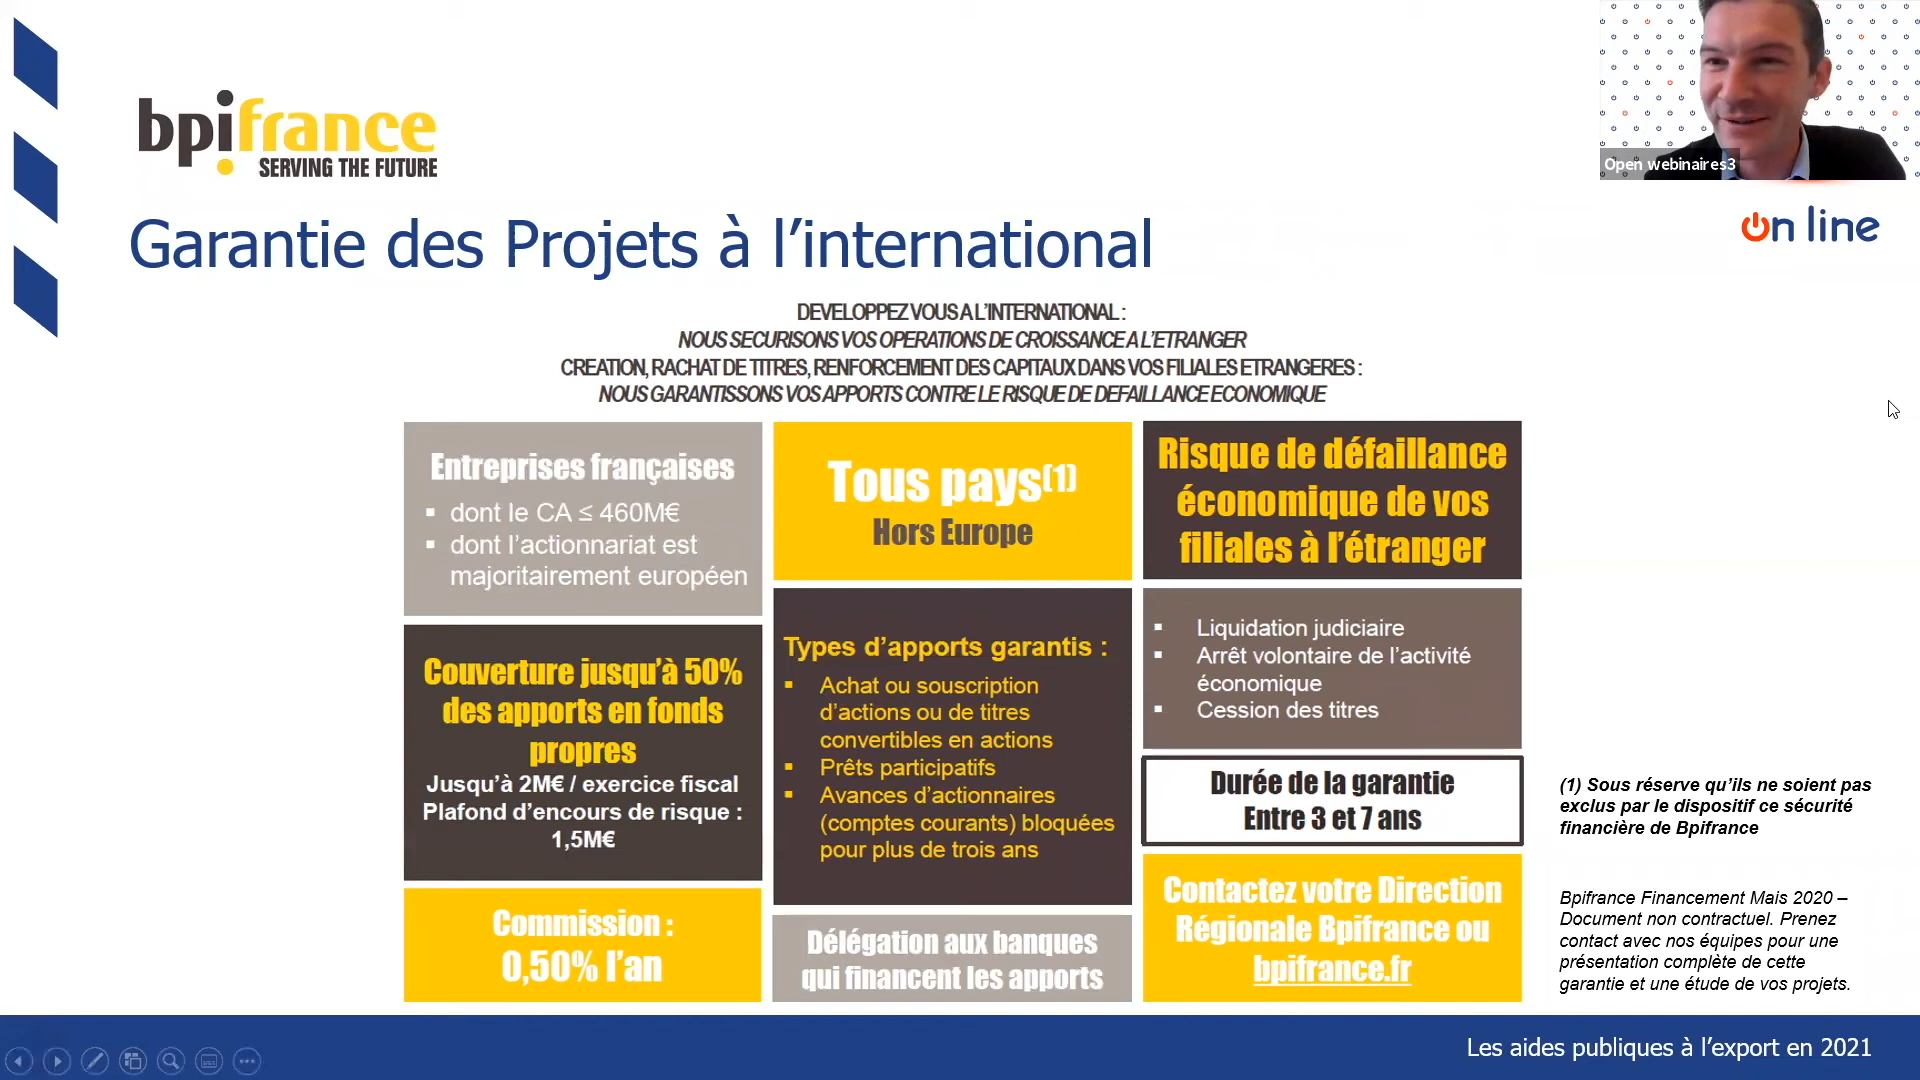 bpifrance
SERVING THE FUTURE
Open webinaires3
On line
Garantie des Projets à l’international
DEVELOPPEZ VOUS A L’INTERNATIONAL :
NOUS SECURISONS VOS OPERATIONS DE CROISSANCE A L’ETRANGER
CREATION, RACHAT DE TITRES, RENFORCEMENT DES CAPITAUX DANS VOS FILIALES ETRANGERES :
NOUS GARANTISSONS VOS APPORTS CONTRE LE RISQUE DE DEFAILLANCE ECONOMIQUE
Entreprises françaises
▪ dont le CA ≤ 460M€
▪ dont l’actionnariat est
majoritairement européen
Couverture jusqu’à 50%
des apports en fonds
propres
Jusqu’à 2M€ / exercice fiscal
Plafond d’encours de risque :
1,5M€
Commission :
0,50% l’an
Tous pays(1)
Hors Europe
Types d’apports garantis :
▪ Achat ou souscription
d’actions ou de titres
convertibles en actions
▪ Prêts participatifs
▪ Avances d’actionnaires
(comptes courants) bloquées
pour plus de trois ans
Délégation aux banques
qui financent les apports
Risque de défaillance
économique de vos
filiales à l’étranger
▪ Liquidation judiciaire
▪ Arrêt volontaire de l’activité
économique
▪ Cession des titres
Durée de la garantie
Entre 3 et 7 ans
Contactez votre Direction
Régionale Bpifrance ou
bpifrance.fr
(1) Sous réserve qu’ils ne soient pas
exclus par le dispositif ce sécurité
financière de Bpifrance
Bpifrance Financement Mais 2020 –
Document non contractuel. Prenez
contact avec nos équipes pour une
présentation complète de cette
garantie et une étude de vos projets.
Les aides publiques à l’export en 2021